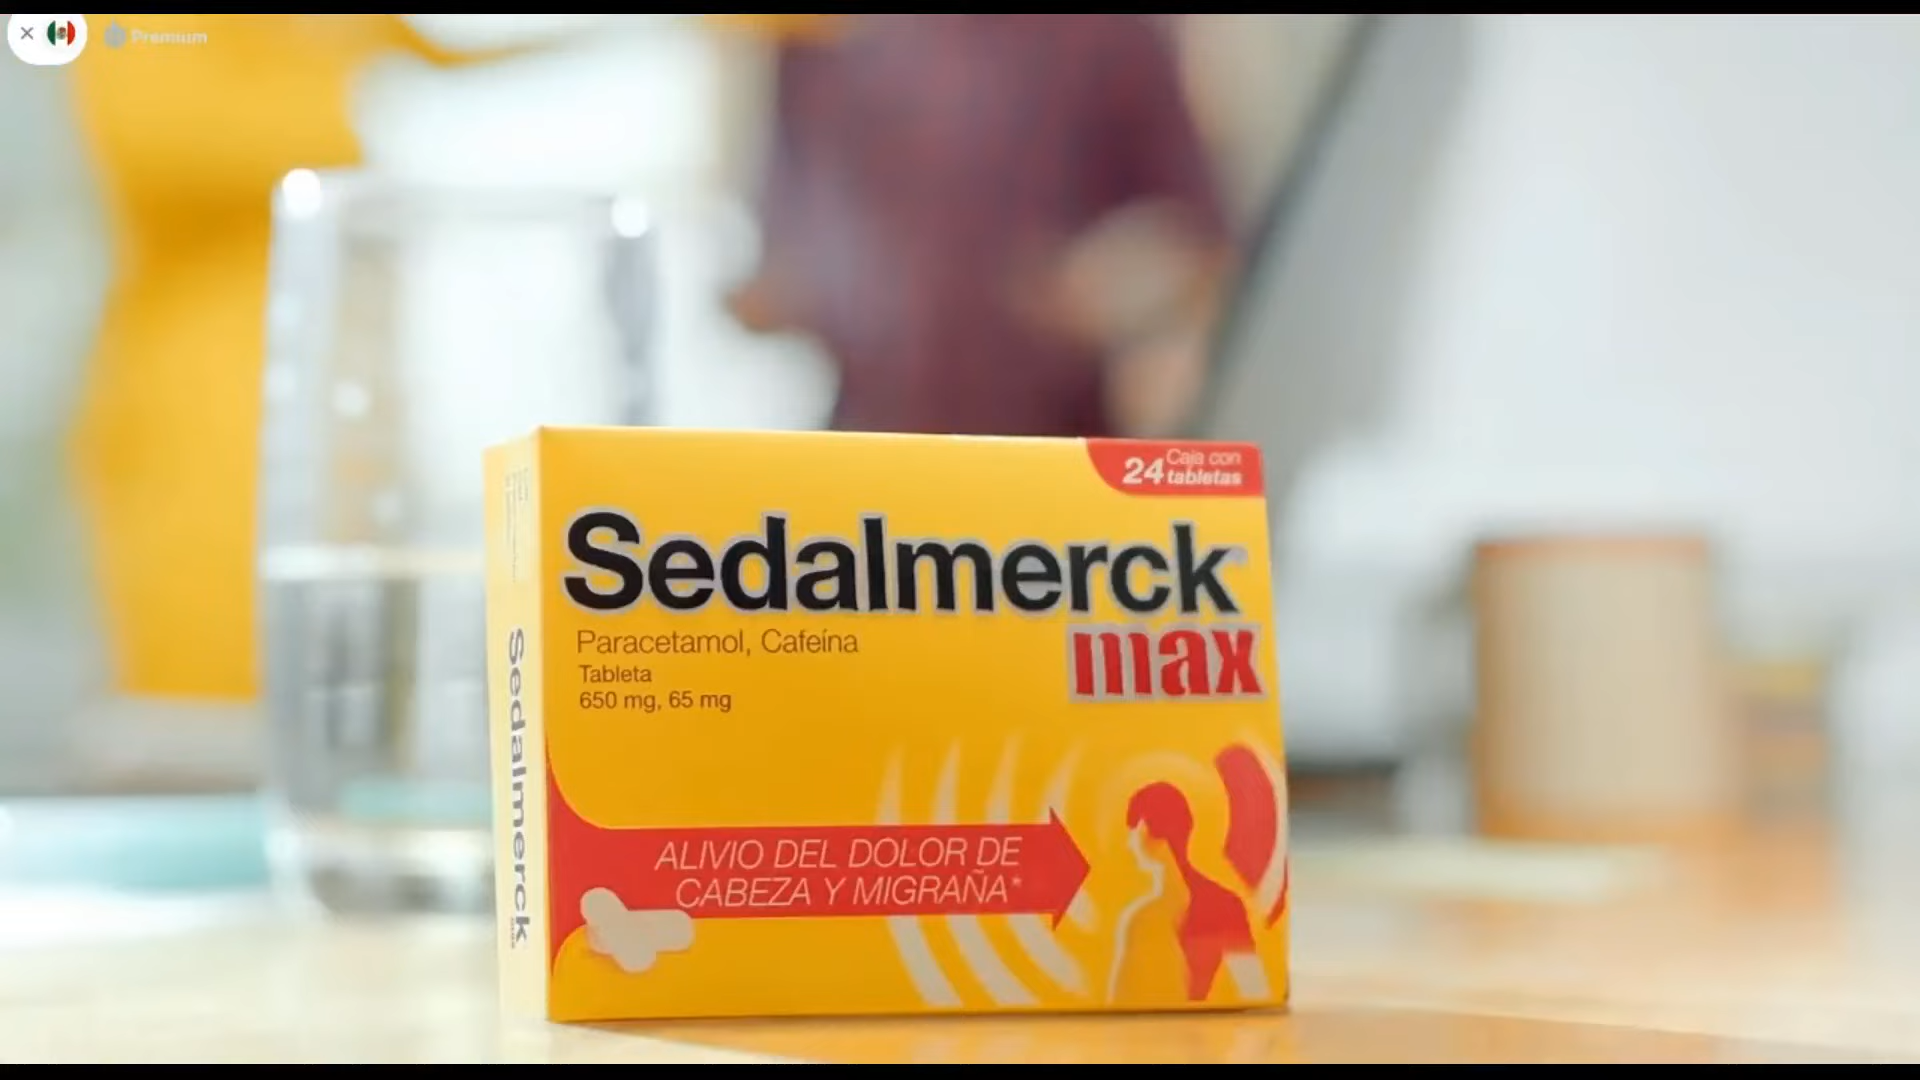 Premium
24 Caja con
tabletas
Sedalmerck
max
Paracetamol, Cafeína
Tableta
650 mg, 65 mg
ALIVIO DEL DOLOR DE
CABEZA Y MIGRAÑA*
Sedalmerck
max